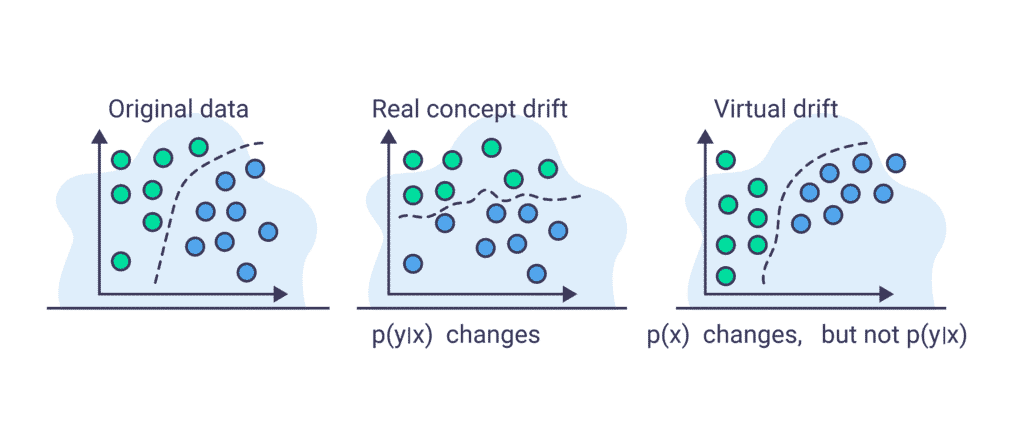 Original data
Real concept drift
Virtual drift
p(y|x) changes
p(x) changes, but not p(y|x)